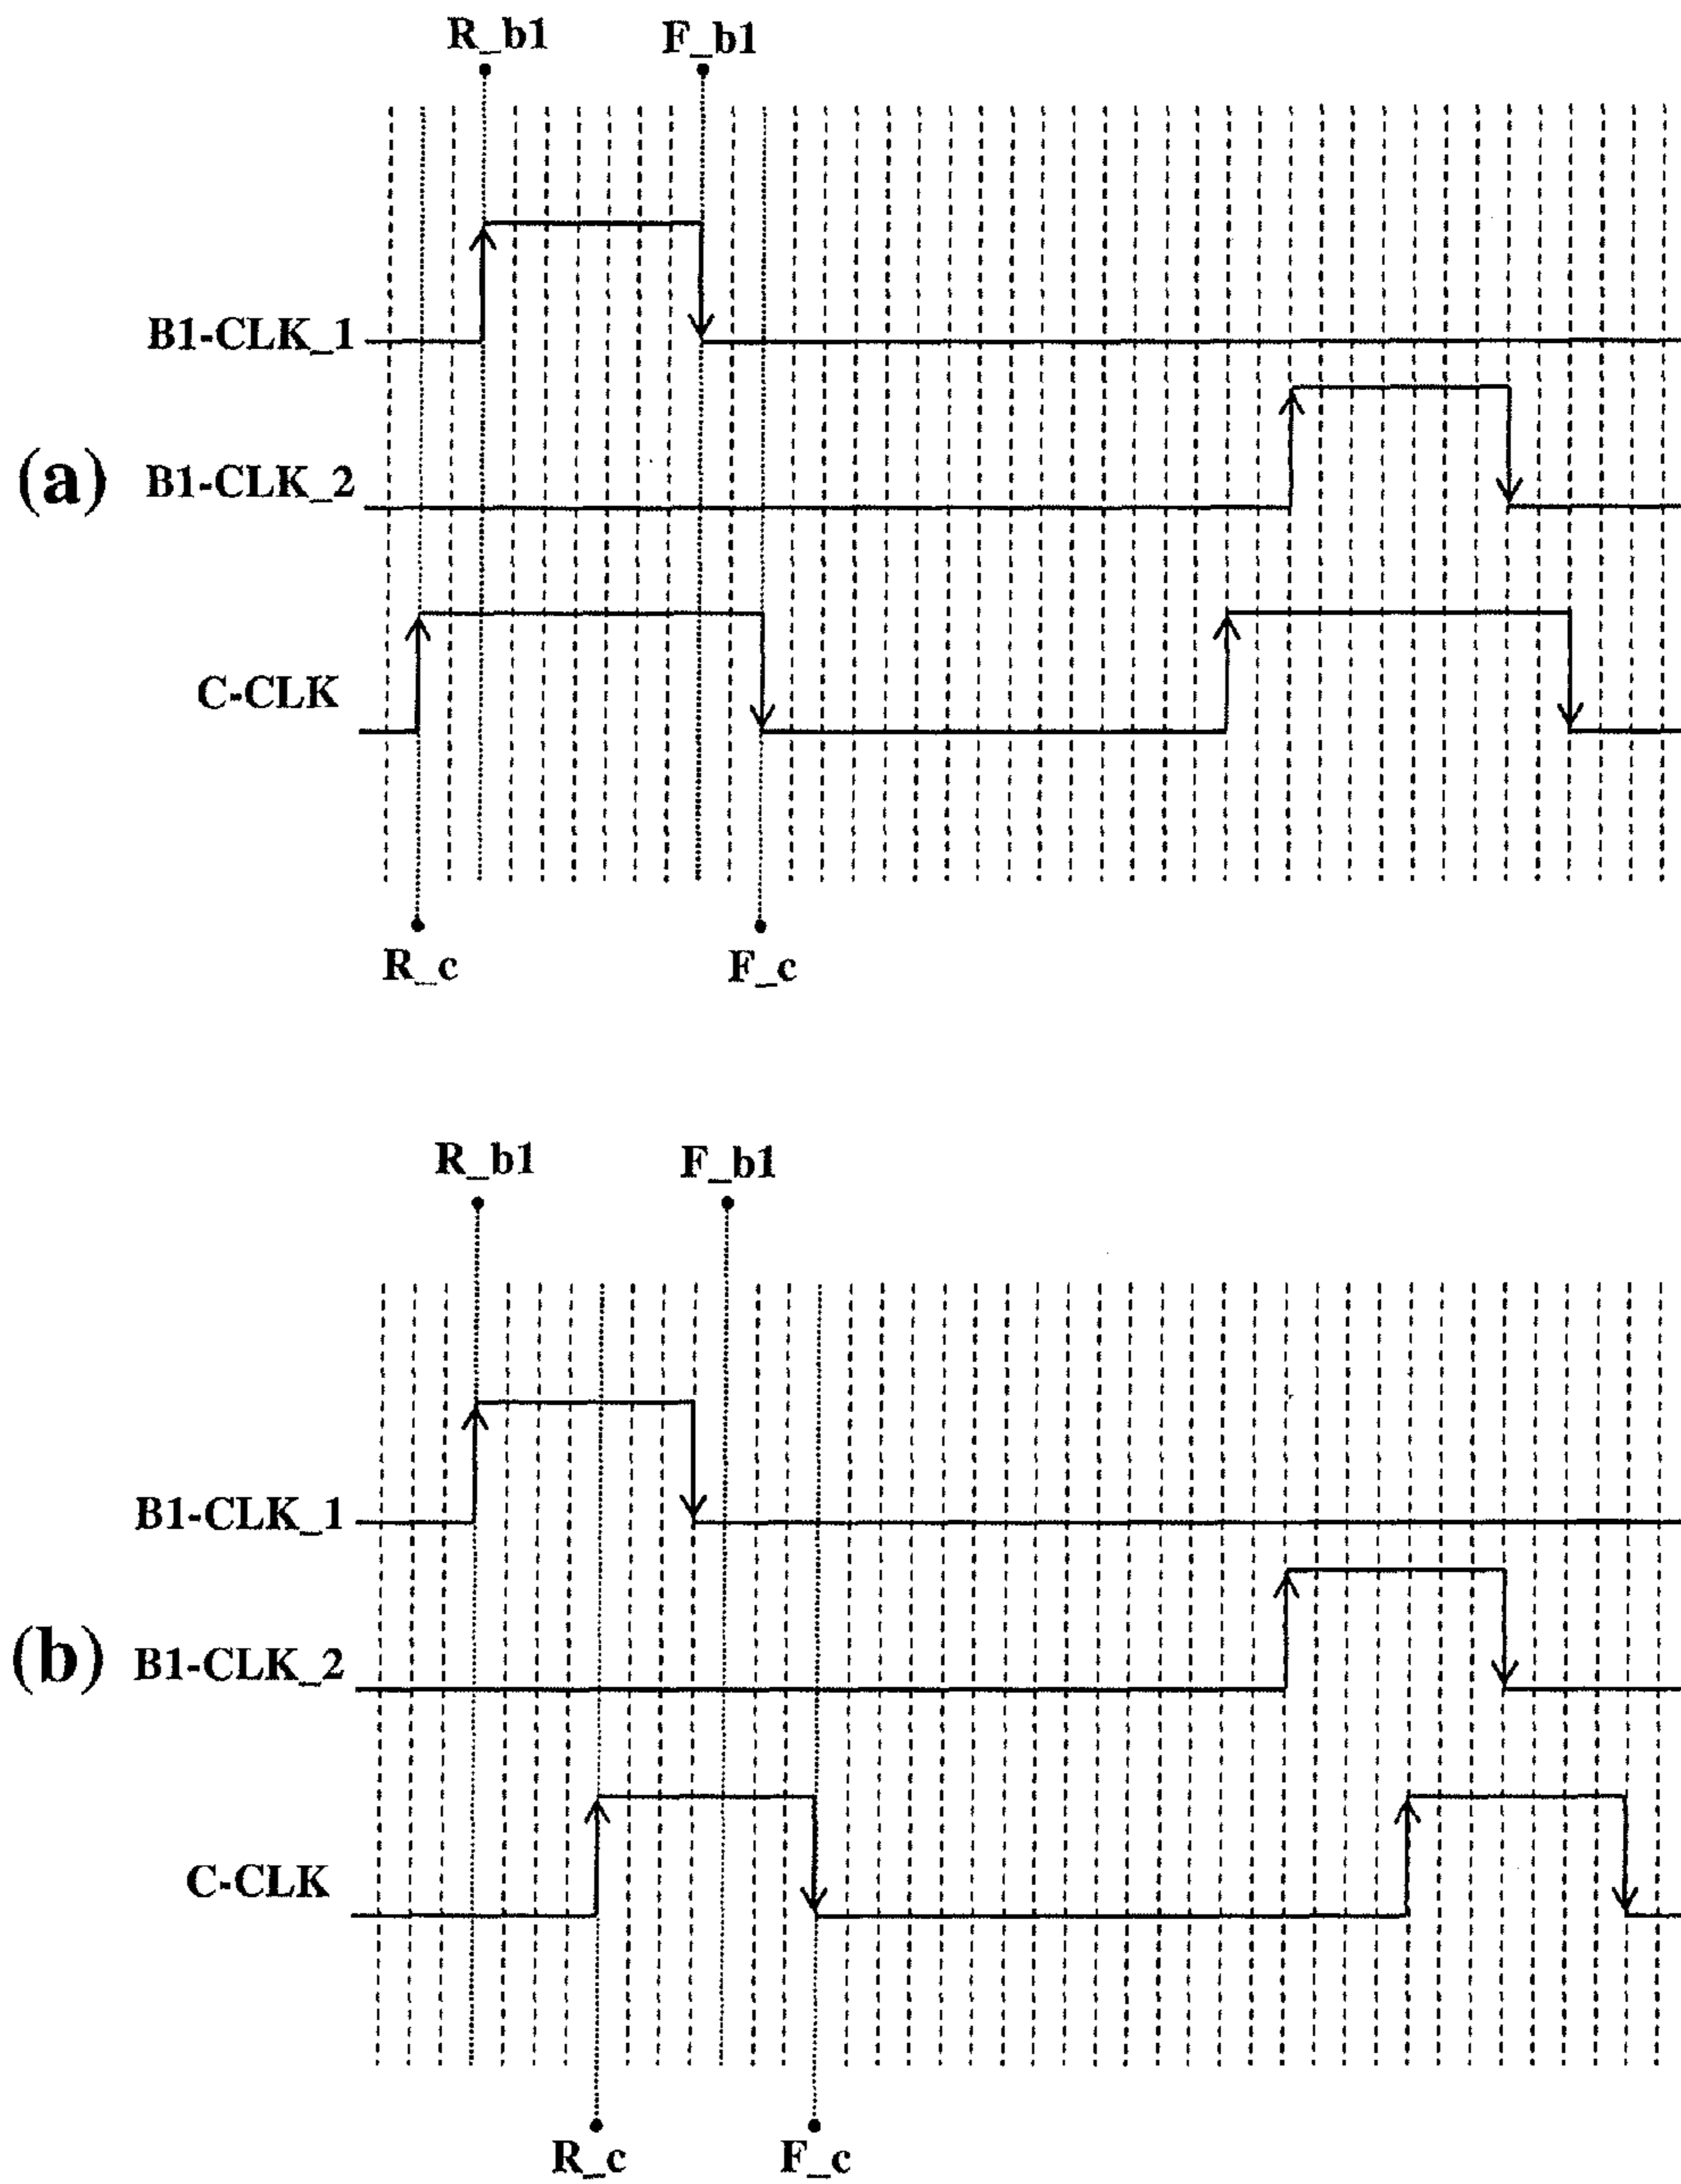 R_b1 F_b1
B1-CLK_1
(a) B1-CLK_2
C-CLK
R_c F_c
R_b1 F_b1
B1-CLK_1
(b) B1-CLK_2
C-CLK
R_c F_c